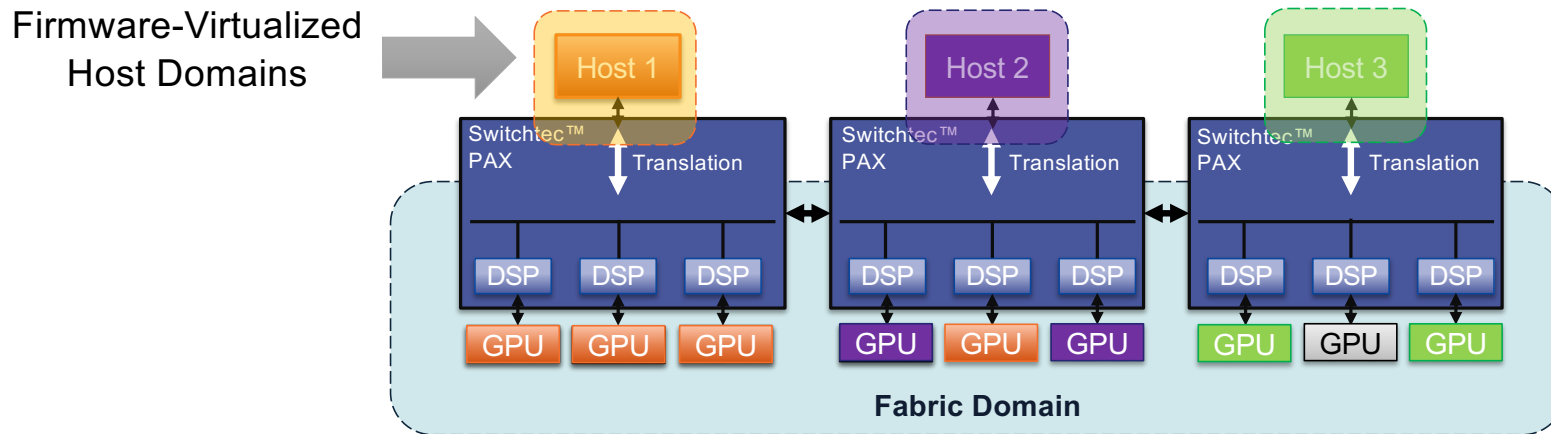 Firmware-Virtualized
Host Domains
Host 1
Host 2
Host 3
Switchtec™
PAX
Translation
Switchtec™
PAX
Translation
Switchtec™
PAX
Translation
DSP
DSP
DSP
DSP
DSP
DSP
DSP
DSP
DSP
GPU
GPU
GPU
GPU
GPU
GPU
GPU
GPU
GPU
Fabric Domain